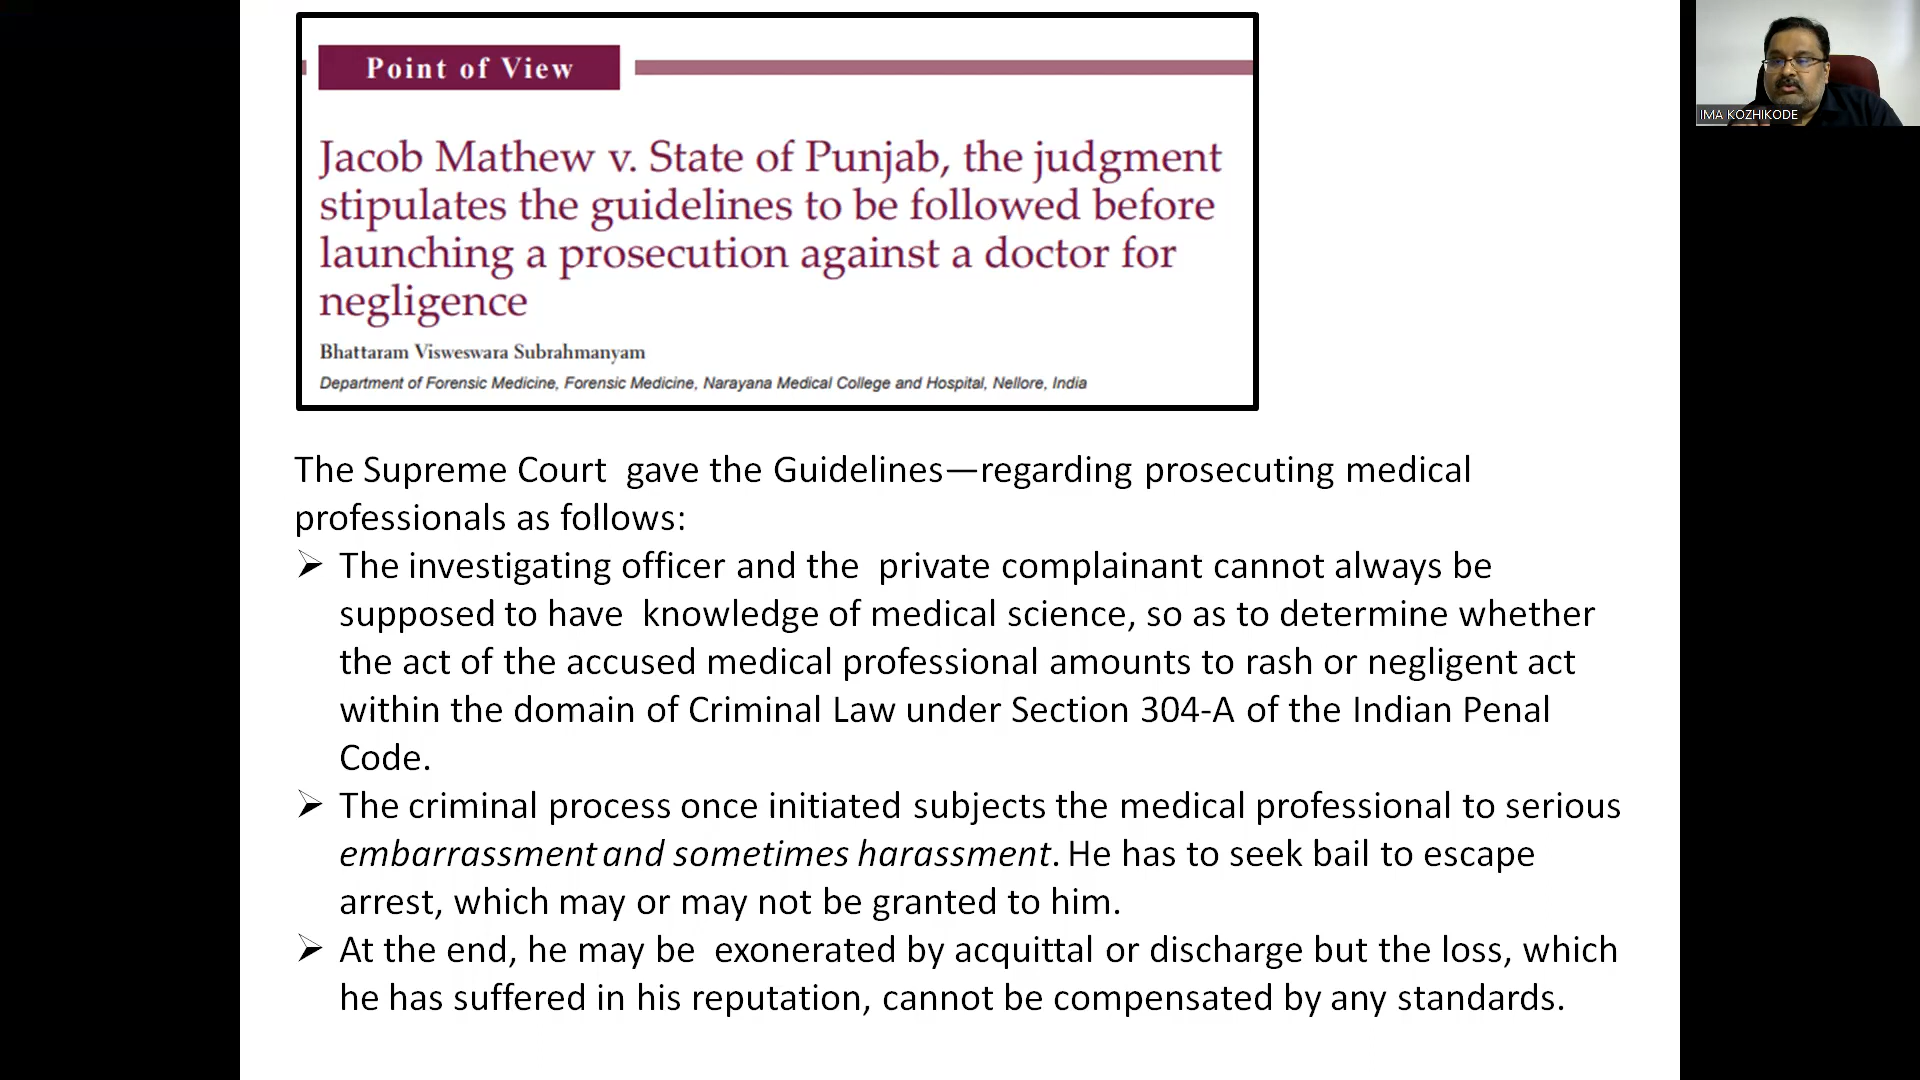 Point of View
Jacob Mathew v. State of Punjab, the judgment
stipulates the guidelines to be followed before
launching a prosecution against a doctor for
negligence
Bhattaram Visweswara Subrahmanyam
Department of Forensic Medicine, Forensic Medicine, Narayana Medical College and Hospital, Nellore, India
IMA KOZHIKODE
The Supreme Court gave the Guidelines—regarding prosecuting medical
professionals as follows:
➢ The investigating officer and the private complainant cannot always be
supposed to have knowledge of medical science, so as to determine whether
the act of the accused medical professional amounts to rash or negligent act
within the domain of Criminal Law under Section 304-A of the Indian Penal
Code.
➢ The criminal process once initiated subjects the medical professional to serious
embarrassment and sometimes harassment. He has to seek bail to escape
arrest, which may or may not be granted to him.
➢ At the end, he may be exonerated by acquittal or discharge but the loss, which
he has suffered in his reputation, cannot be compensated by any standards.